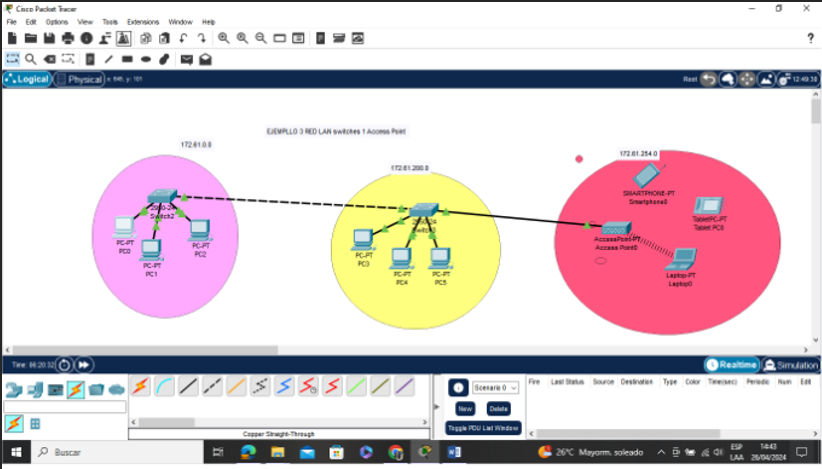 Cisco Packet Tracer
File Edit Options View Tools Extensions Window Help
?
Logical Physical x: 846, y: 101 Root 12:49:30
EJEMPLLO 3 RED LAN switches 1 Access Point
172.61.0.0
172.61.200.0
172.61.254.0
SMARTPHONE-PT
Smartphone0
TabletPC-PT
Tablet PC0
2950-24
Switch2
PC-PT
PC0
PC-PT
PC1
PC-PT
PC2
PC-PT
PC3
PC-PT
PC4
PC-PT
PC5
AccessPoint-PT
Access Point0
Laptop-PT
Laptop0
Time: 06:20:32
Realtime Simulation
Scenario 0
New Delete
Toggle PDU List Window
Fire Last Status Source Destination Type Color Time(sec) Periodic Num Edit
Copper Straight-Through
Buscar
26°C Mayorm. soleado
ESP
LAA
14:43
26/04/2024